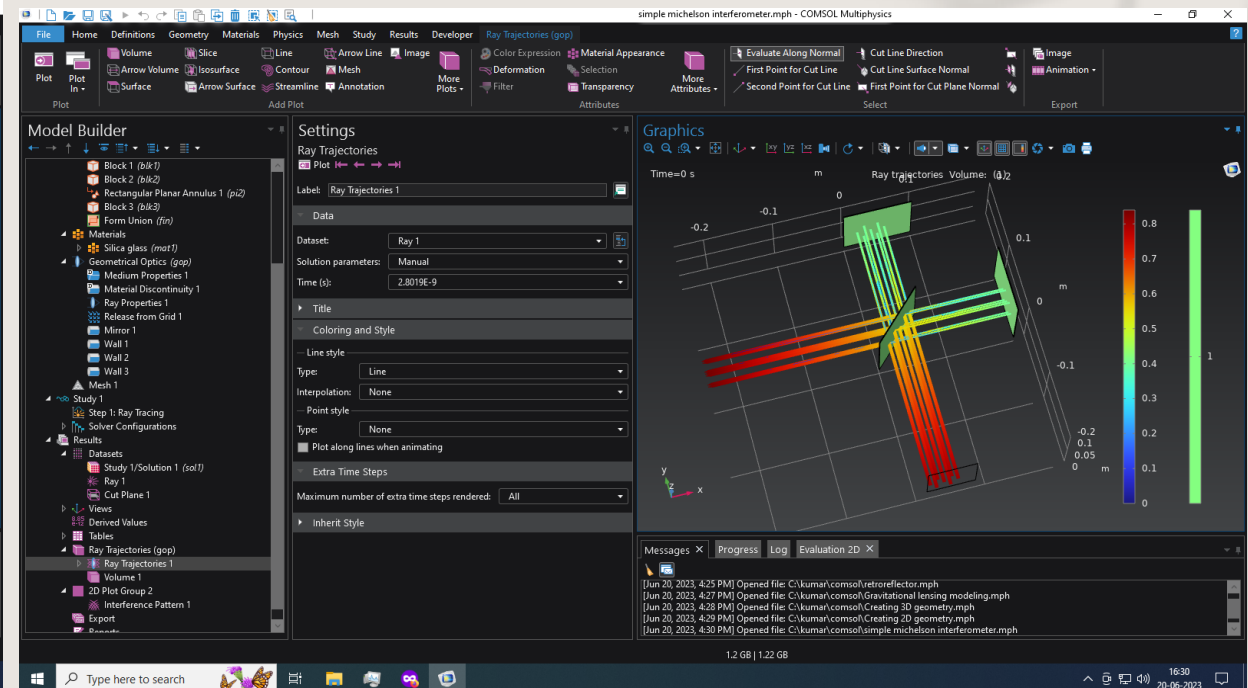 simple michelson interferometer.mph - COMSOL Multiphysics
File Home Definitions Geometry Materials Physics Mesh Study Results Developer Ray Trajectories (gop)
Plot
Plot In
Plot
Volume
Arrow Volume
Surface
Slice
Isosurface
Arrow Surface
Line
Contour
Streamline
Arrow Line
Mesh
Annotation
Image
More Plots
Add Plot
Color Expression
Deformation
Filter
Material Appearance
Selection
Transparency
More Attributes
Attributes
Evaluate Along Normal
First Point for Cut Line
Second Point for Cut Line
Cut Line Direction
Cut Line Surface Normal
First Point for Cut Plane Normal
Select
Image
Animation
Export
Model Builder
Block 1 (blk1)
Block 2 (blk2)
Rectangular Planar Annulus 1 (pi2)
Block 3 (blk3)
Form Union (fin)
Materials
Silica glass (mat1)
Geometrical Optics (gop)
Medium Properties 1
Material Discontinuity 1
Ray Properties 1
Release from Grid 1
Mirror 1
Wall 1
Wall 2
Wall 3
Mesh 1
Study 1
Step 1: Ray Tracing
Solver Configurations
Results
Datasets
Study 1/Solution 1 (sol1)
Ray 1
Cut Plane 1
Views
Derived Values
Tables
Ray Trajectories (gop)
Ray Trajectories 1
Volume 1
2D Plot Group 2
Interference Pattern 1
Export
Reports
Settings
Ray Trajectories
Plot
Label: Ray Trajectories 1
Data
Dataset: Ray 1
Solution parameters: Manual
Time (s): 2.8019E-9
Title
Coloring and Style
Line style
Type: Line
Interpolation: None
Point style
Type: None
Plot along lines when animating
Extra Time Steps
Maximum number of extra time steps rendered: All
Inherit Style
Graphics
xy yz xz
Time=0 s
Ray trajectories Volume: (1)
m
-0.2
-0.1
0
0.1
0.2
0.1
0
-0.1
-0.2
m
0.1
0.05
0
m
y
z
x
0.8
0.7
0.6
0.5
0.4
0.3
0.2
0.1
0
1
Messages Progress Log Evaluation 2D
[Jun 20, 2023, 4:25 PM] Opened file: C:\kumar\comsol\retroreflector.mph
[Jun 20, 2023, 4:27 PM] Opened file: C:\kumar\comsol\Gravitational lensing modeling.mph
[Jun 20, 2023, 4:28 PM] Opened file: C:\kumar\comsol\Creating 3D geometry.mph
[Jun 20, 2023, 4:29 PM] Opened file: C:\kumar\comsol\Creating 2D geometry.mph
[Jun 20, 2023, 4:30 PM] Opened file: C:\kumar\comsol\simple michelson interferometer.mph
1.2 GB | 1.22 GB
Type here to search
16:30
20-06-2023